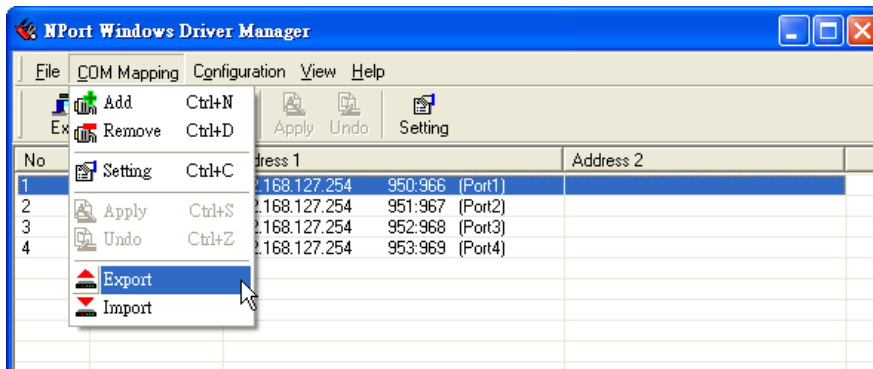 NPort Windows Driver Manager
File COM Mapping Configuration View Help
Ex Apply Undo Setting
Add Ctrl+N
Remove Ctrl+D
Setting Ctrl+C
Apply Ctrl+S
Undo Ctrl+Z
Export
Import
No dress 1 Address 2
1 2.168.127.254 950:966 (Port1)
2 2.168.127.254 951:967 (Port2)
3 2.168.127.254 952:968 (Port3)
4 2.168.127.254 953:969 (Port4)